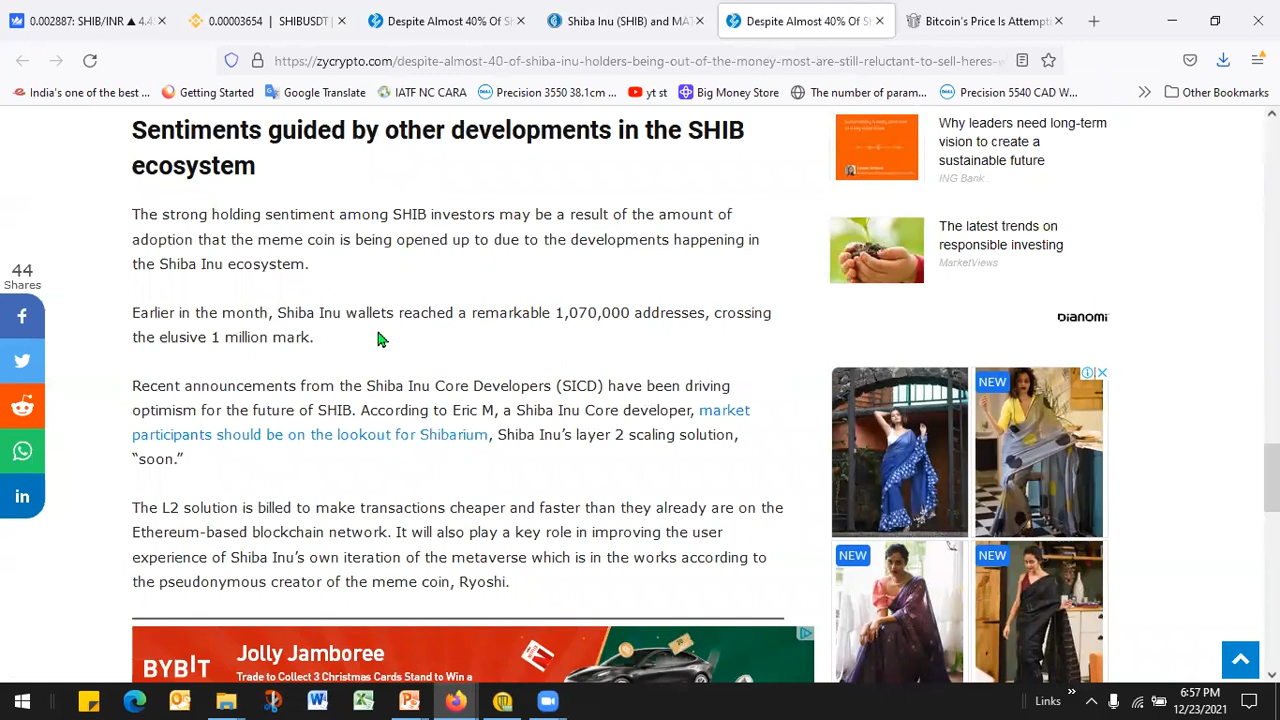 0.002887: SHIB/INR ▲ 4.4
0.00003654 | SHIBUSDT |
Despite Almost 40% Of S
Shiba Inu (SHIB) and MAT
Despite Almost 40% Of Sh
Bitcoin's Price Is Attempti
https://zycrypto.com/despite-almost-40-of-shiba-inu-holders-being-out-of-the-money-most-are-still-reluctant-to-sell-heres-
India's one of the best ...
Getting Started
Google Translate
IATF NC CARA
Precision 3550 38.1cm ...
yt st
Big Money Store
The number of param...
Precision 5540 CAD W...
Other Bookmarks
Sentiments guided by other developments in the SHIB
ecosystem
The strong holding sentiment among SHIB investors may be a result of the amount of
adoption that the meme coin is being opened up to due to the developments happening in
the Shiba Inu ecosystem.
Earlier in the month, Shiba Inu wallets reached a remarkable 1,070,000 addresses, crossing
the elusive 1 million mark.
Recent announcements from the Shiba Inu Core Developers (SICD) have been driving
optimism for the future of SHIB. According to Eric M, a Shiba Inu Core developer, market
participants should be on the lookout for Shibarium, Shiba Inu's layer 2 scaling solution,
“soon.”
The L2 solution is billed to make transactions cheaper and faster than they already are on the
Ethereum-based blockchain network. It will also play a key role in improving the user
experience of Shiba Inu's own iteration of the metaverse which is in the works according to
the pseudonymous creator of the meme coin, Ryoshi.
44
Shares
Why leaders need long-term
vision to create a
sustainable future
ING Bank
The latest trends on
responsible investing
MarketViews
DIANOMI
NEW
NEW
NEW
BYBIT
Jolly Jamboree
Trade to Collect 3 Christmas Cards Stand to Win a
Links
6:57 PM
12/23/2021